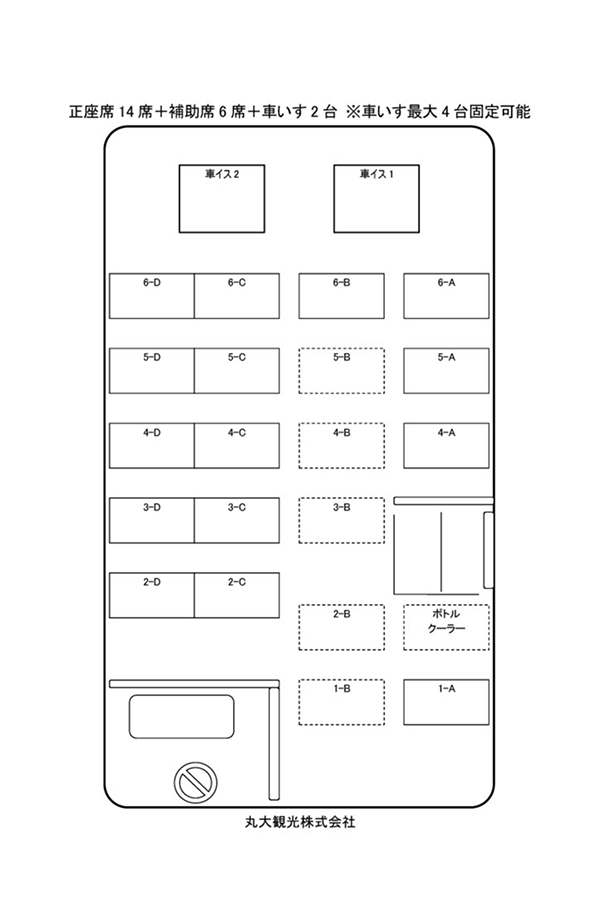 正座席14席＋補助席6席＋車いす2台 ※車いす最大4台固定可能
車イス2 車イス1
6-D 6-C 6-B 6-A
5-D 5-C 5-B 5-A
4-D 4-C 4-B 4-A
3-D 3-C 3-B
2-D 2-C
2-B ボトル
クーラー
1-B 1-A
丸大観光株式会社